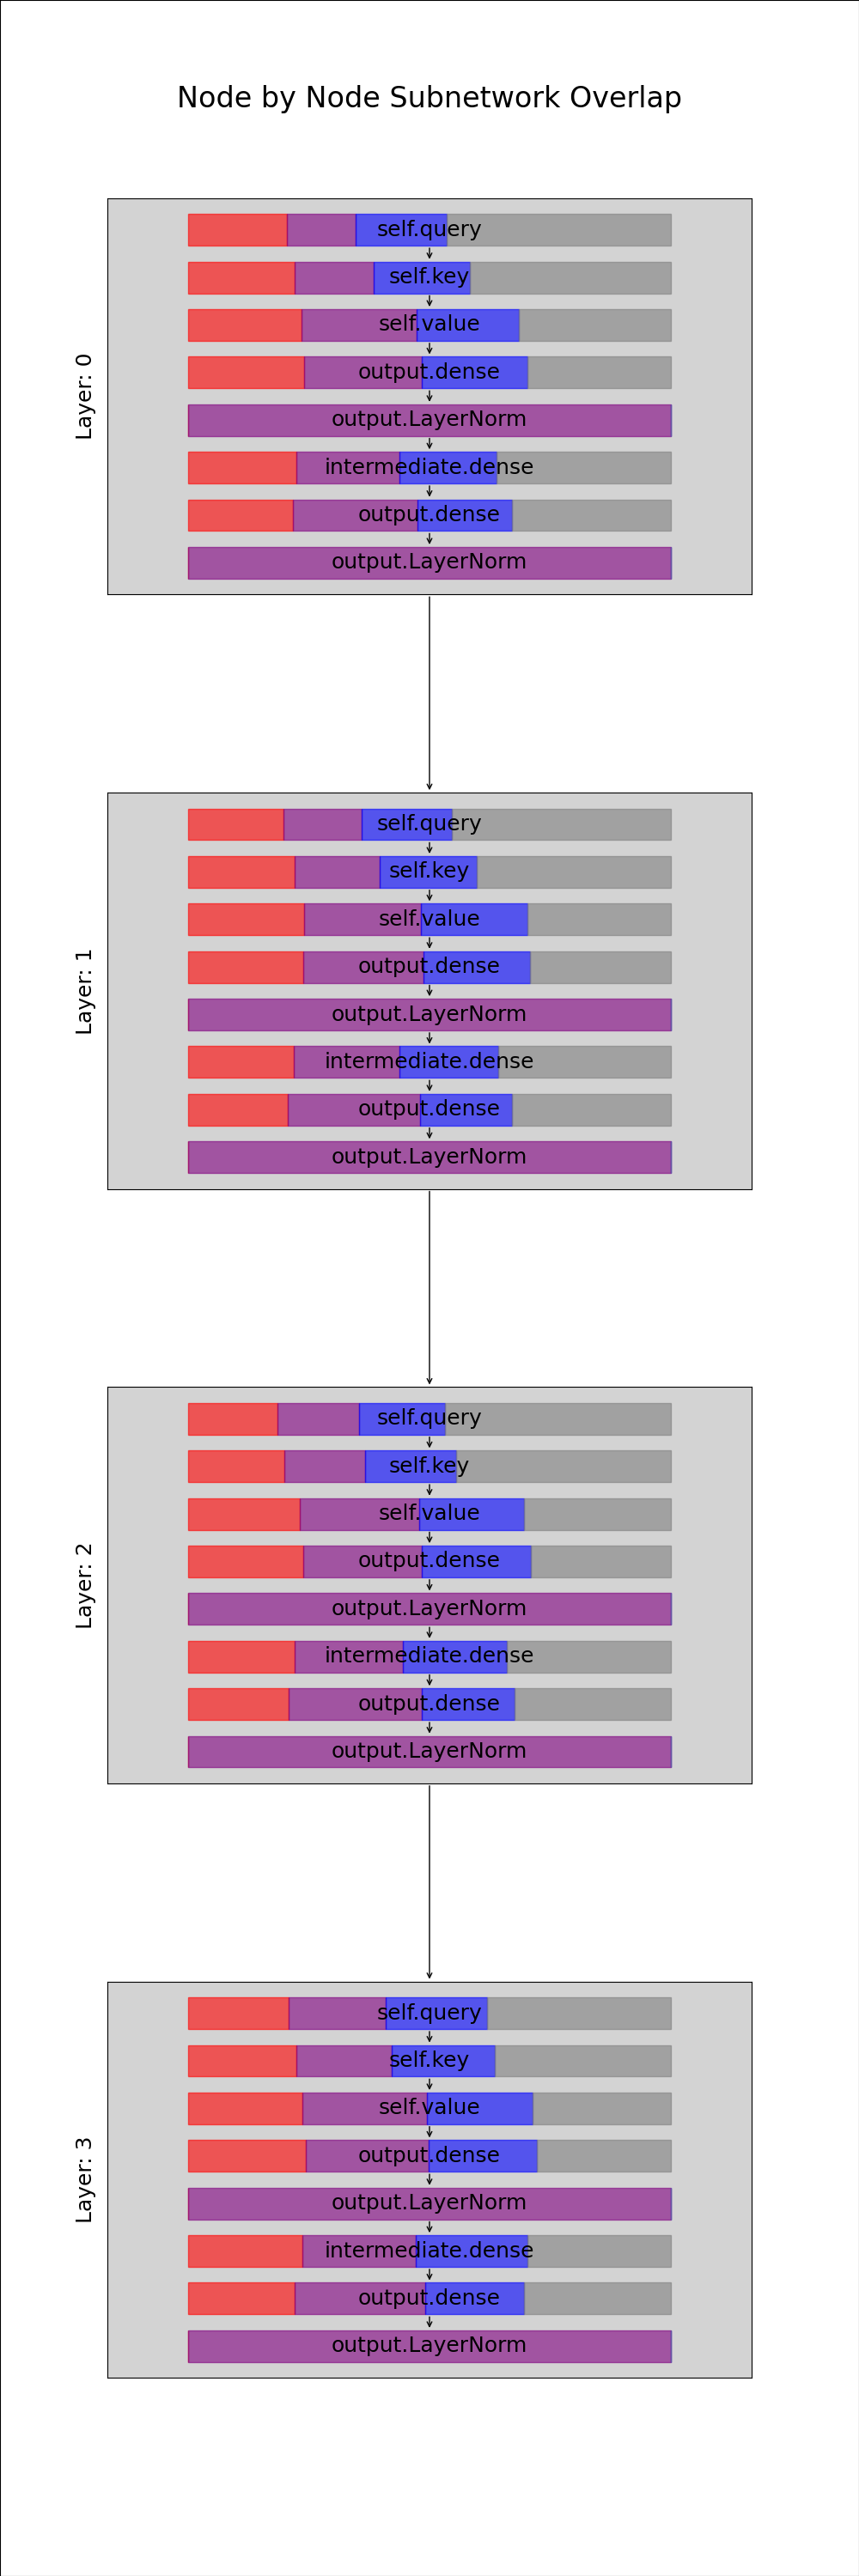 Node by Node Subnetwork Overlap
Layer: 0
self.query
self.key
self.value
output.dense
output.LayerNorm
intermediate.dense
output.dense
output.LayerNorm
Layer: 1
self.query
self.key
self.value
output.dense
output.LayerNorm
intermediate.dense
output.dense
output.LayerNorm
Layer: 2
self.query
self.key
self.value
output.dense
output.LayerNorm
intermediate.dense
output.dense
output.LayerNorm
Layer: 3
self.query
self.key
self.value
output.dense
output.LayerNorm
intermediate.dense
output.dense
output.LayerNorm